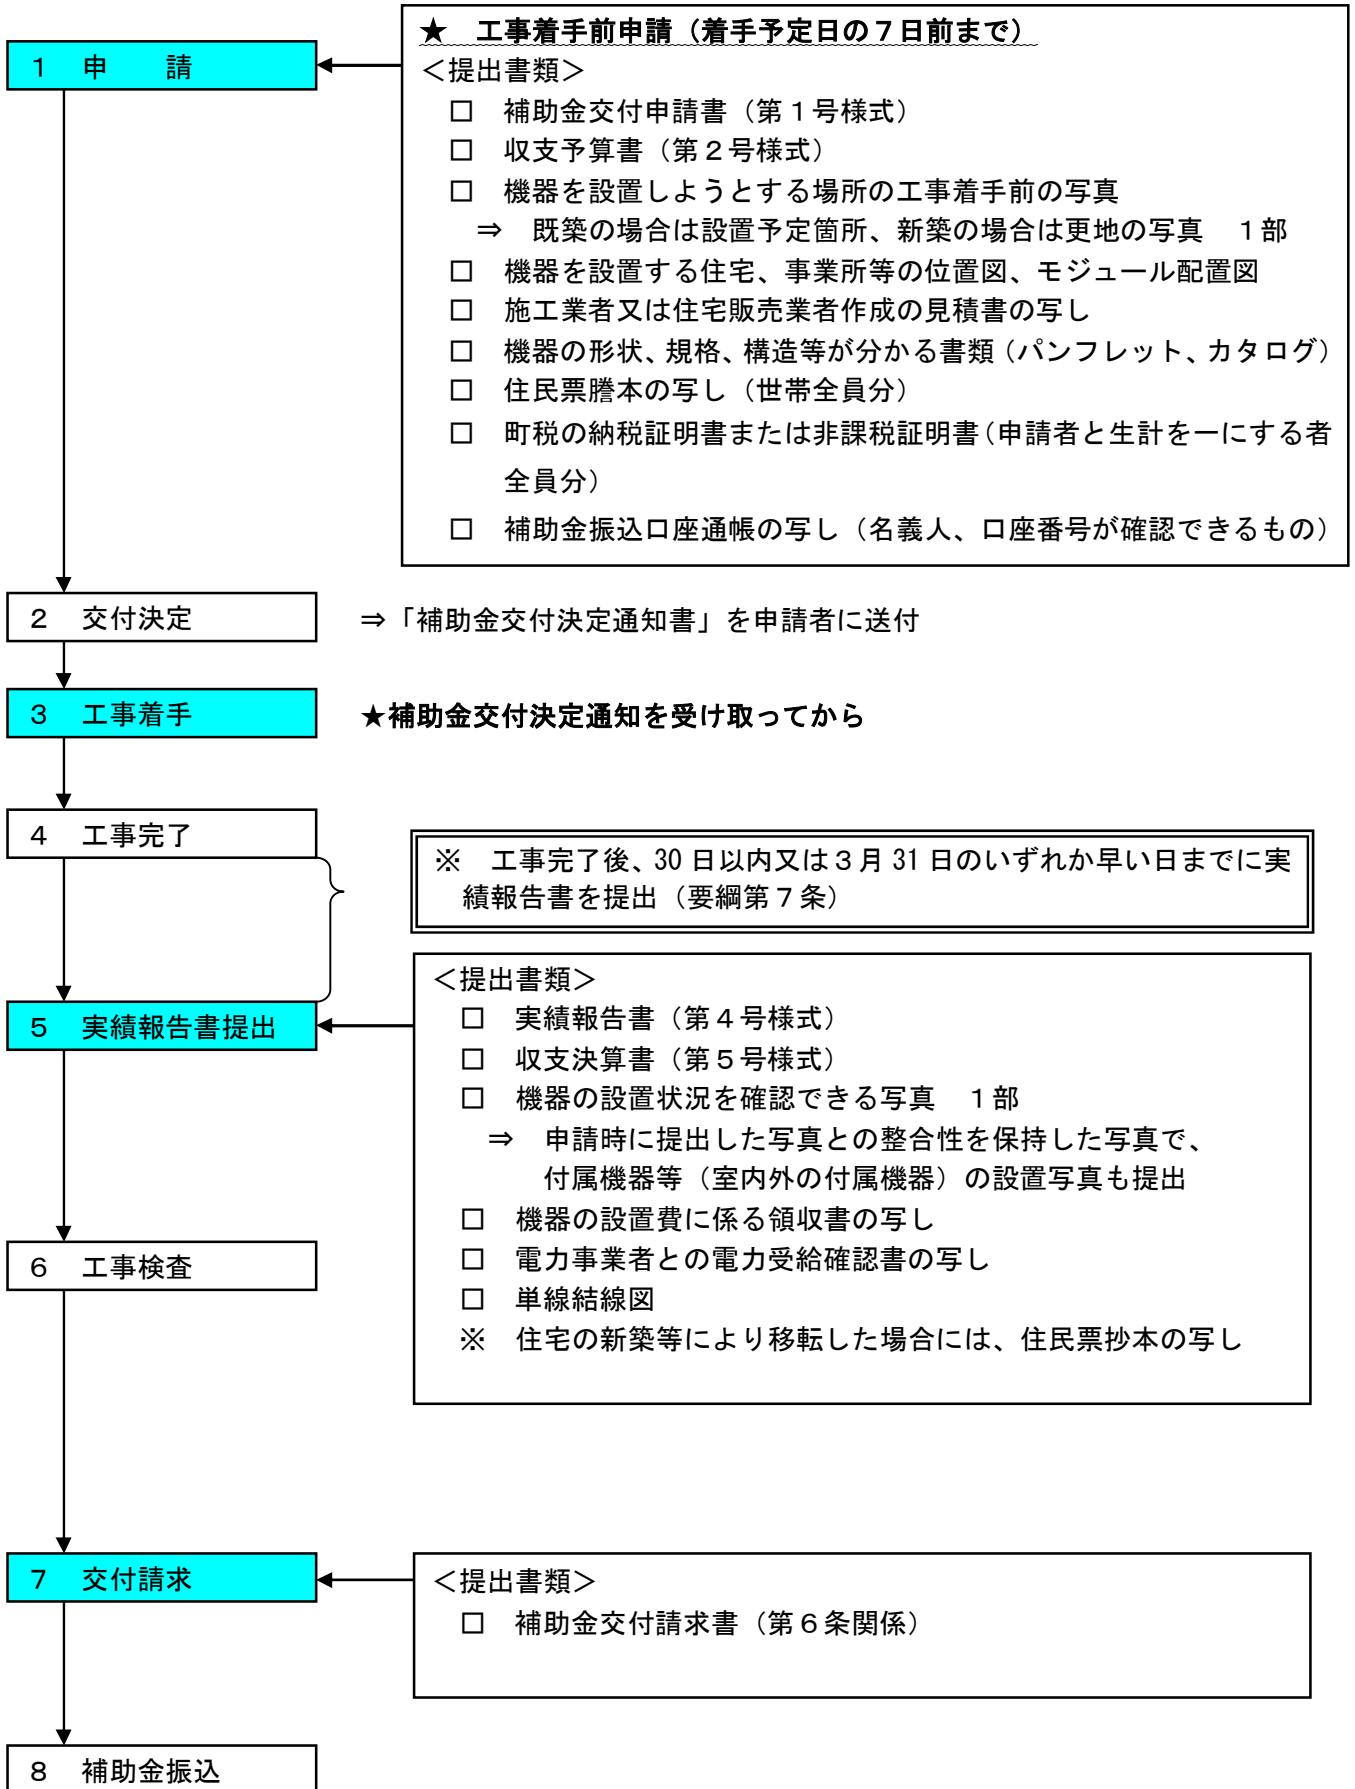 １　申　　請
★　工事着手前申請（着手予定日の７日前まで）
＜提出書類＞
□　補助金交付申請書（第１号様式）
□　収支予算書（第２号様式）
□　機器を設置しようとする場所の工事着手前の写真
⇒　既築の場合は設置予定箇所、新築の場合は更地の写真　１部
□　機器を設置する住宅、事業所等の位置図、モジュール配置図
□　施工業者又は住宅販売業者作成の見積書の写し
□　機器の形状、規格、構造等が分かる書類（パンフレット、カタログ）
□　住民票謄本の写し（世帯全員分）
□　町税の納税証明書または非課税証明書（申請者と生計を一にする者
全員分）
□　補助金振込口座通帳の写し（名義人、口座番号が確認できるもの）
２　交付決定
⇒「補助金交付決定通知書」を申請者に送付
３　工事着手
★補助金交付決定通知を受け取ってから
４　工事完了
※　工事完了後、30日以内又は３月31日のいずれか早い日までに実
績報告書を提出（要綱第７条）
５　実績報告書提出
＜提出書類＞
□　実績報告書（第４号様式）
□　収支決算書（第５号様式）
□　機器の設置状況を確認できる写真　１部
⇒　申請時に提出した写真との整合性を保持した写真で、
付属機器等（室内外の付属機器）の設置写真も提出
□　機器の設置費に係る領収書の写し
□　電力事業者との電力受給確認書の写し
□　単線結線図
※　住宅の新築等により移転した場合には、住民票抄本の写し
６　工事検査
７　交付請求
＜提出書類＞
□　補助金交付請求書（第６条関係）
８　補助金振込